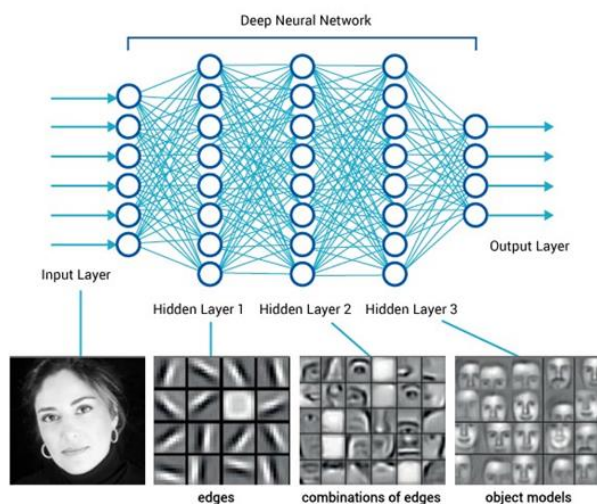 Deep Neural Network
Input Layer
Output Layer
Hidden Layer 1
Hidden Layer 2
Hidden Layer 3
edges
combinations of edges
object models